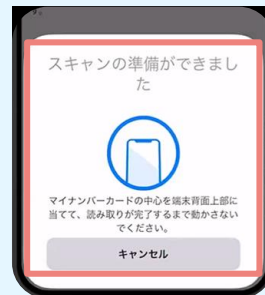 スキャンの準備ができまし
た
マイナンバーカードの中心を端末背面上部に
当てて、読み取りが完了するまで動かさない
でください。
キャンセル